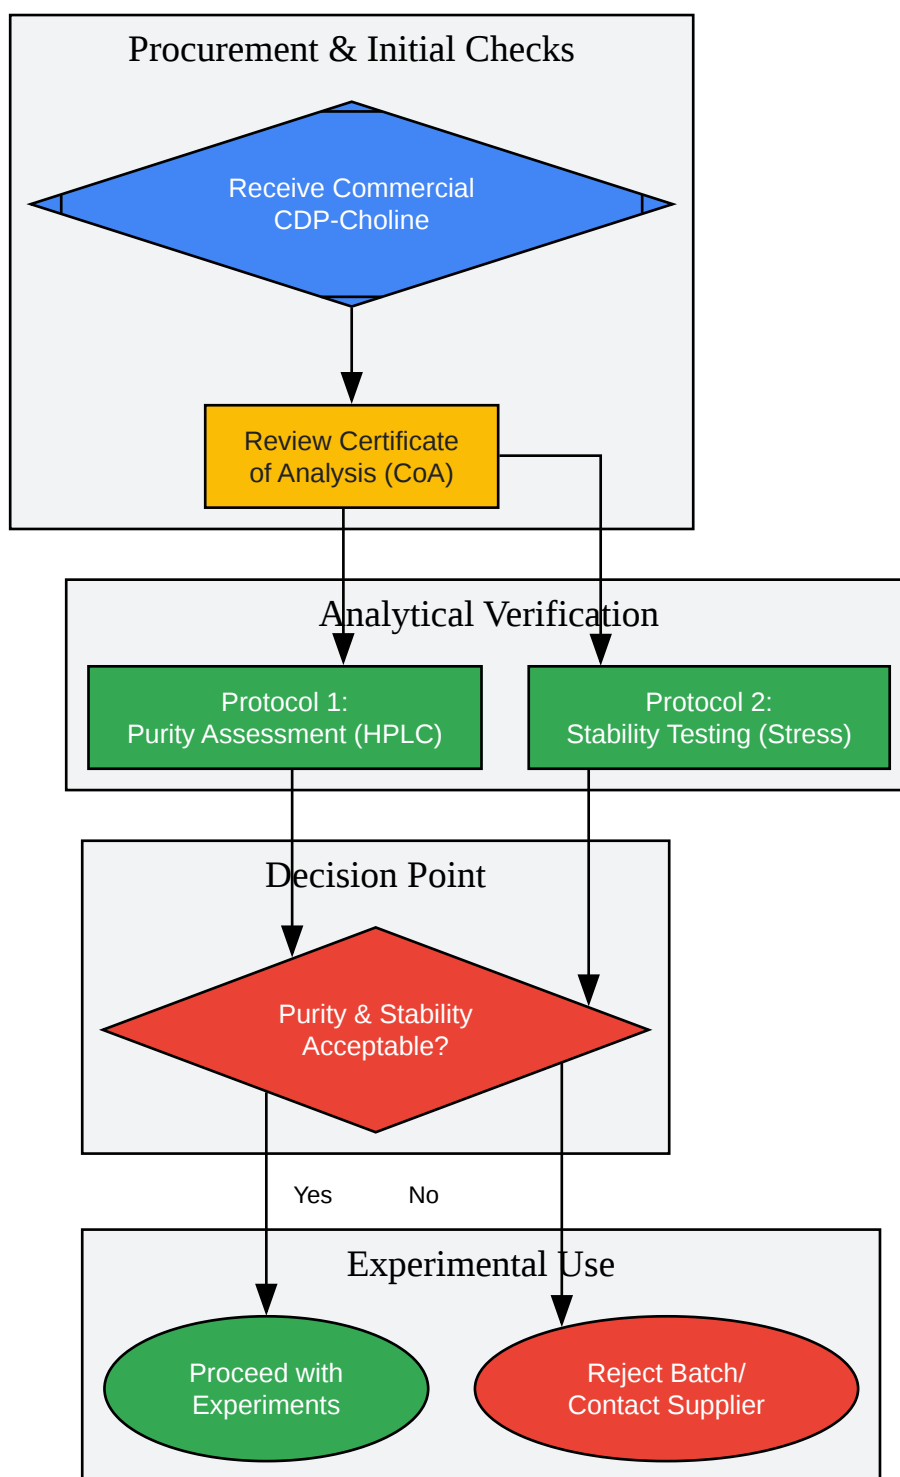 Procurement & Initial Checks
Receive Commercial
CDP-Choline
Review Certificate
of Analysis (CoA)
Analytical Verification
Protocol 1:
Purity Assessment (HPLC)
Protocol 2:
Stability Testing (Stress)
Decision Point
Purity & Stability
Acceptable?
Yes
No
Experimental Use
Proceed with
Experiments
Reject Batch/
Contact Supplier